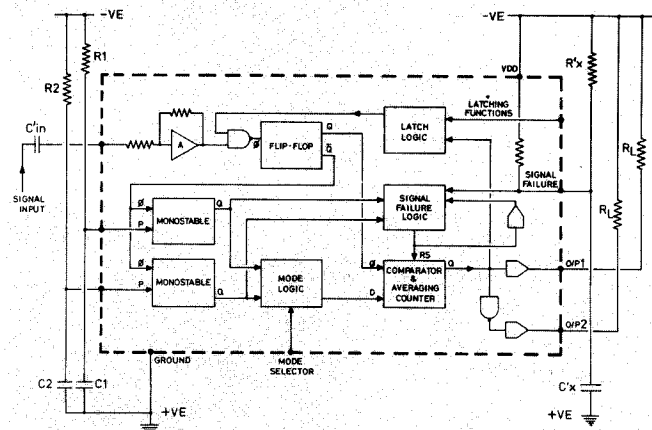 -VE
R2
R1
C'in
SIGNAL INPUT
A
Ø
FLIP-FLOP
Q
Q̅
LATCH LOGIC
LATCHING FUNCTIONS
-VE
VDD
R'x
RL
RL
SIGNAL FAILURE
SIGNAL FAILURE LOGIC
Ø
P
MONOSTABLE
Q
Ø
P
MONOSTABLE
Q
MODE LOGIC
RS
Ø
D
COMPARATOR & AVERAGING COUNTER
Q
O/P1
O/P2
GROUND
MODE SELECTOR
C2
C1
+VE
C'x
+VE